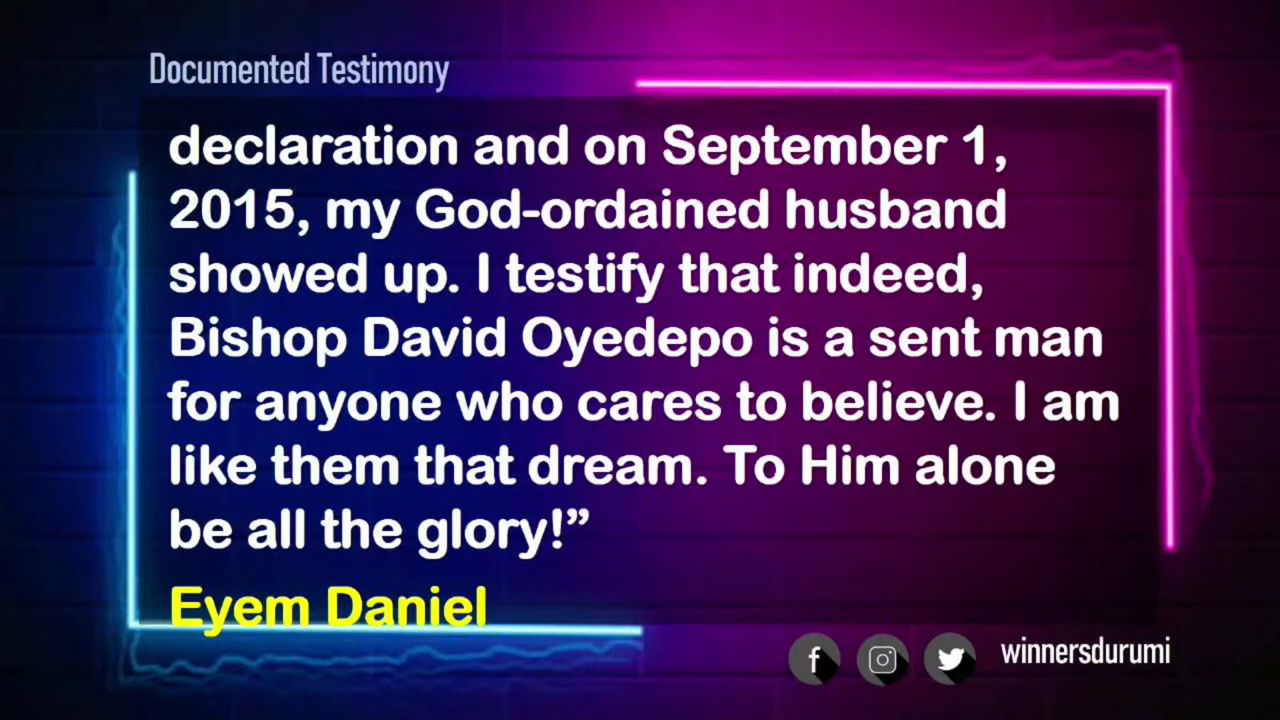 Documented Testimony
declaration and on September 1,
2015, my God-ordained husband
showed up. I testify that indeed,
Bishop David Oyedepo is a sent man
for anyone who cares to believe. I am
like them that dream. To Him alone
be all the glory!”
Eyem Daniel
winnersdurumi